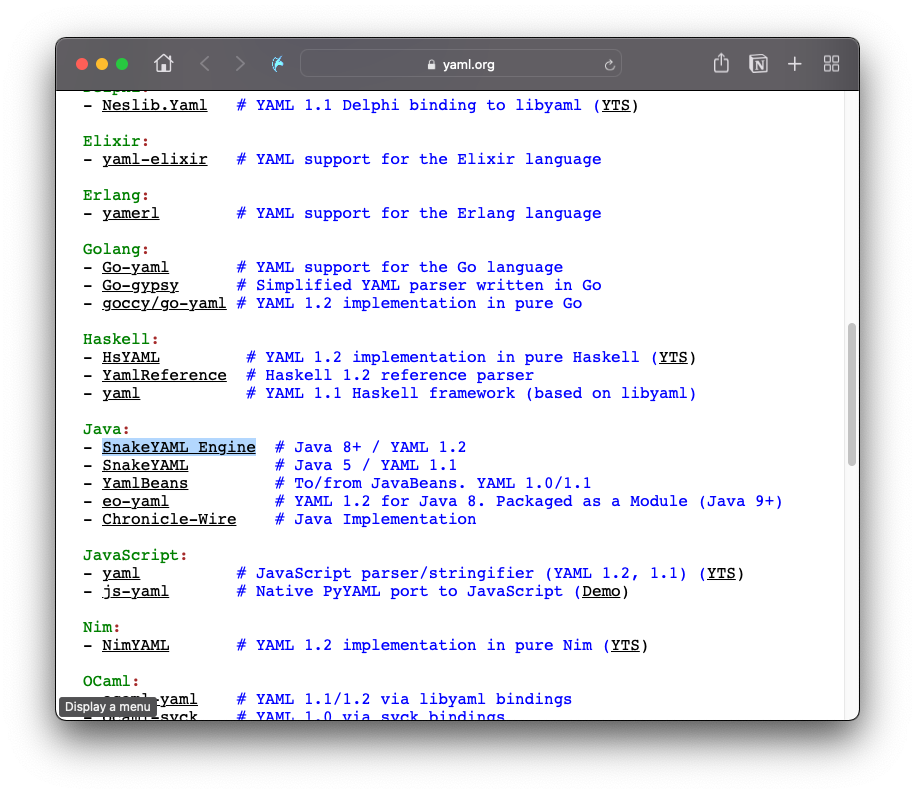 yaml.org
- Neslib.Yaml   # YAML 1.1 Delphi binding to libyaml (YTS)
Elixir:
- yaml-elixir   # YAML support for the Elixir language
Erlang:
- yamerl        # YAML support for the Erlang language
Golang:
- Go-yaml       # YAML support for the Go language
- Go-gypsy      # Simplified YAML parser written in Go
- goccy/go-yaml # YAML 1.2 implementation in pure Go
Haskell:
- HsYAML         # YAML 1.2 implementation in pure Haskell (YTS)
- YamlReference  # Haskell 1.2 reference parser
- yaml           # YAML 1.1 Haskell framework (based on libyaml)
Java:
- SnakeYAML Engine  # Java 8+ / YAML 1.2
- SnakeYAML         # Java 5 / YAML 1.1
- YamlBeans         # To/from JavaBeans. YAML 1.0/1.1
- eo-yaml           # YAML 1.2 for Java 8. Packaged as a Module (Java 9+)
- Chronicle-Wire    # Java Implementation
JavaScript:
- yaml          # JavaScript parser/stringifier (YAML 1.2, 1.1) (YTS)
- js-yaml       # Native PyYAML port to JavaScript (Demo)
Nim:
- NimYAML       # YAML 1.2 implementation in pure Nim (YTS)
OCaml:
-yaml    # YAML 1.1/1.2 via libyaml bindings
Display a menu
-syck    # YAML 1.0 via syck bindings